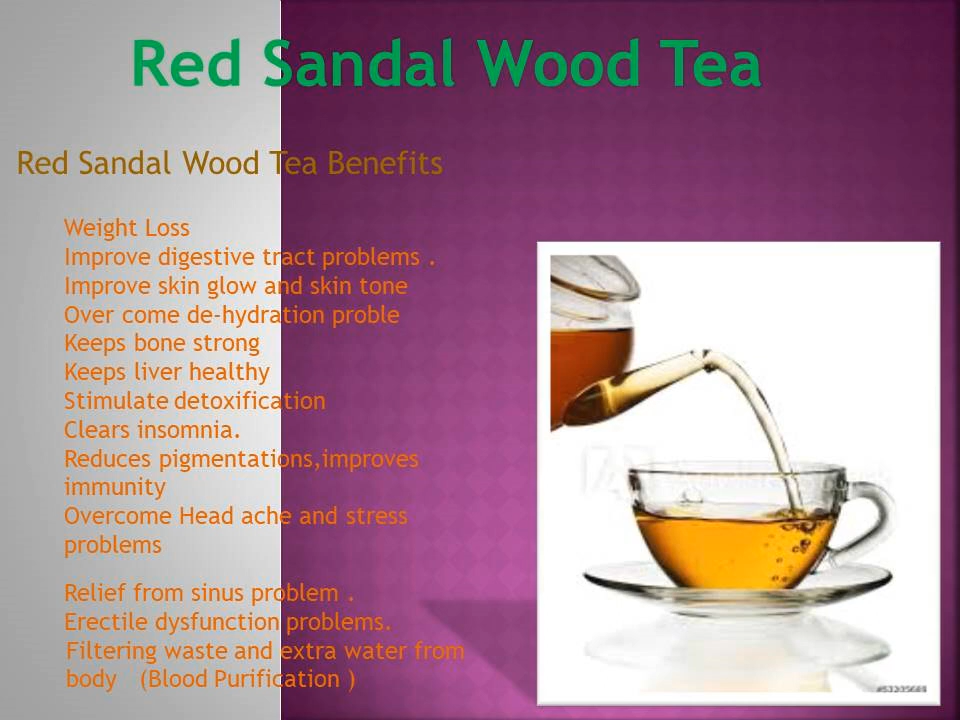 Red Sandal Wood Tea
Red Sandal Wood Tea Benefits
Weight Loss
Improve digestive tract problems .
Improve skin glow and skin tone
Over come de-hydration proble
Keeps bone strong
Keeps liver healthy
Stimulate detoxification
Clears insomnia.
Reduces pigmentations,improves
immunity
Overcome Head ache and stress
problems
Relief from sinus problem .
Erectile dysfunction problems.
Filtering waste and extra water from
body (Blood Purification )